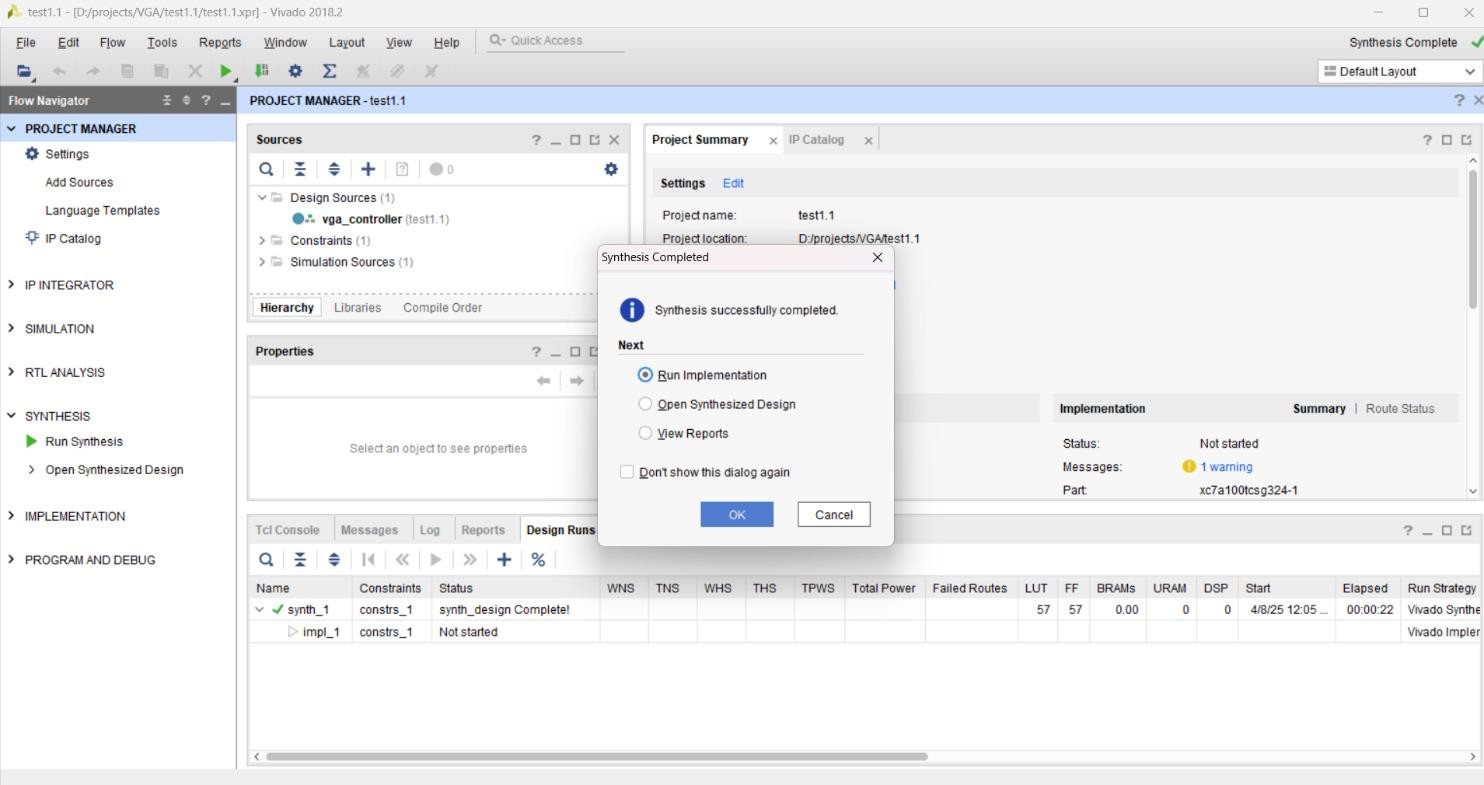 test1.1 - [D:/projects/VGA/test1.1/test1.1.xpr] - Vivado 2018.2
File Edit Flow Tools Reports Window Layout View Help Quick Access Synthesis Complete
Default Layout
Flow Navigator
PROJECT MANAGER
Settings
Add Sources
Language Templates
IP Catalog
IP INTEGRATOR
SIMULATION
RTL ANALYSIS
SYNTHESIS
Run Synthesis
Open Synthesized Design
IMPLEMENTATION
PROGRAM AND DEBUG
PROJECT MANAGER - test1.1
Sources
0
Design Sources (1)
vga_controller (test1.1)
Constraints (1)
Simulation Sources (1)
Hierarchy Libraries Compile Order
Properties
Select an object to see properties
Project Summary IP Catalog
Settings Edit
Project name: test1.1
Project location: D:/projects/VGA/test1.1
Implementation Summary | Route Status
Status: Not started
Messages: 1 warning
Part: xc7a100tcsg324-1
Synthesis Completed
Synthesis successfully completed.
Next
Run Implementation
Open Synthesized Design
View Reports
Don't show this dialog again
OK Cancel
Tcl Console Messages Log Reports Design Runs
Name Constraints Status WNS TNS WHS THS TPWS Total Power Failed Routes LUT FF BRAMs URAM DSP Start Elapsed Run Strategy
synth_1 constrs_1 synth_design Complete! 57 57 0.00 0 0 4/8/25 12:05 ... 00:00:22 Vivado Synthe
impl_1 constrs_1 Not started Vivado Implem